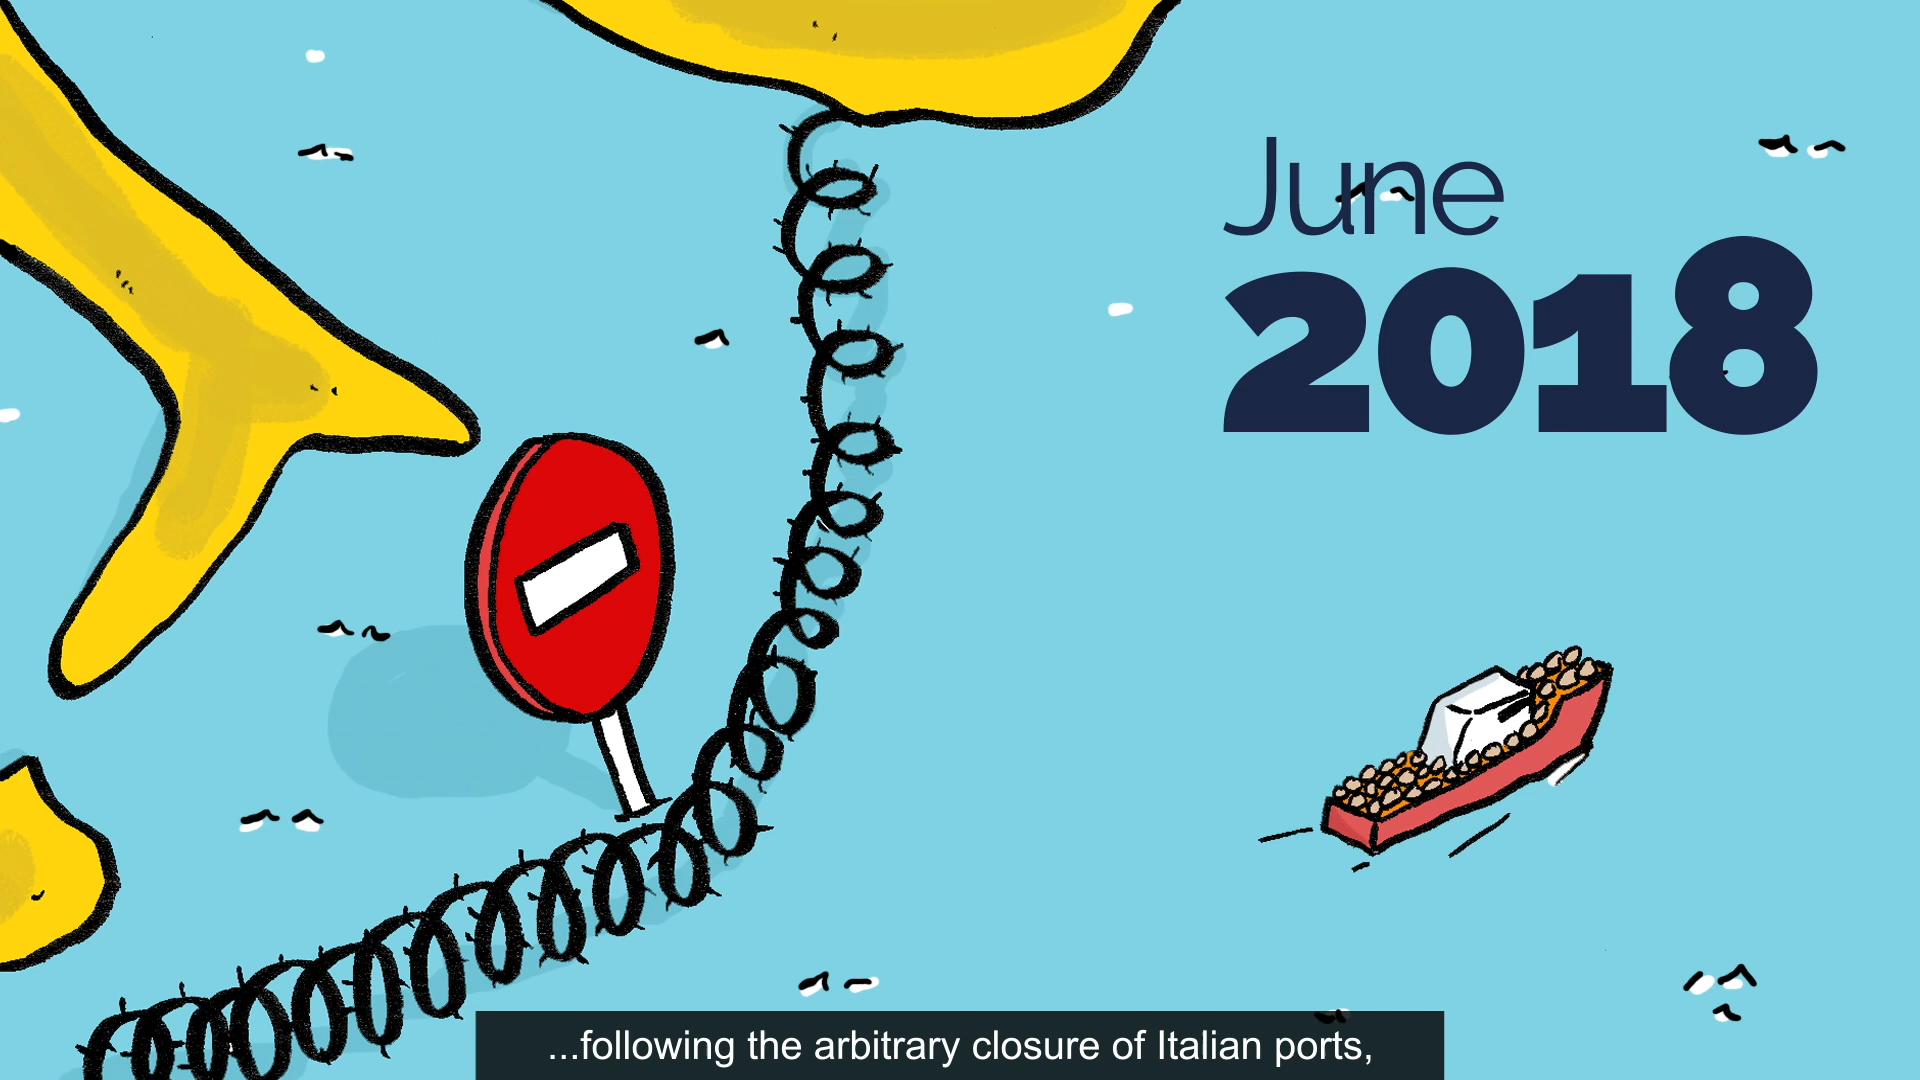 June
2018
...following the arbitrary closure of Italian ports,